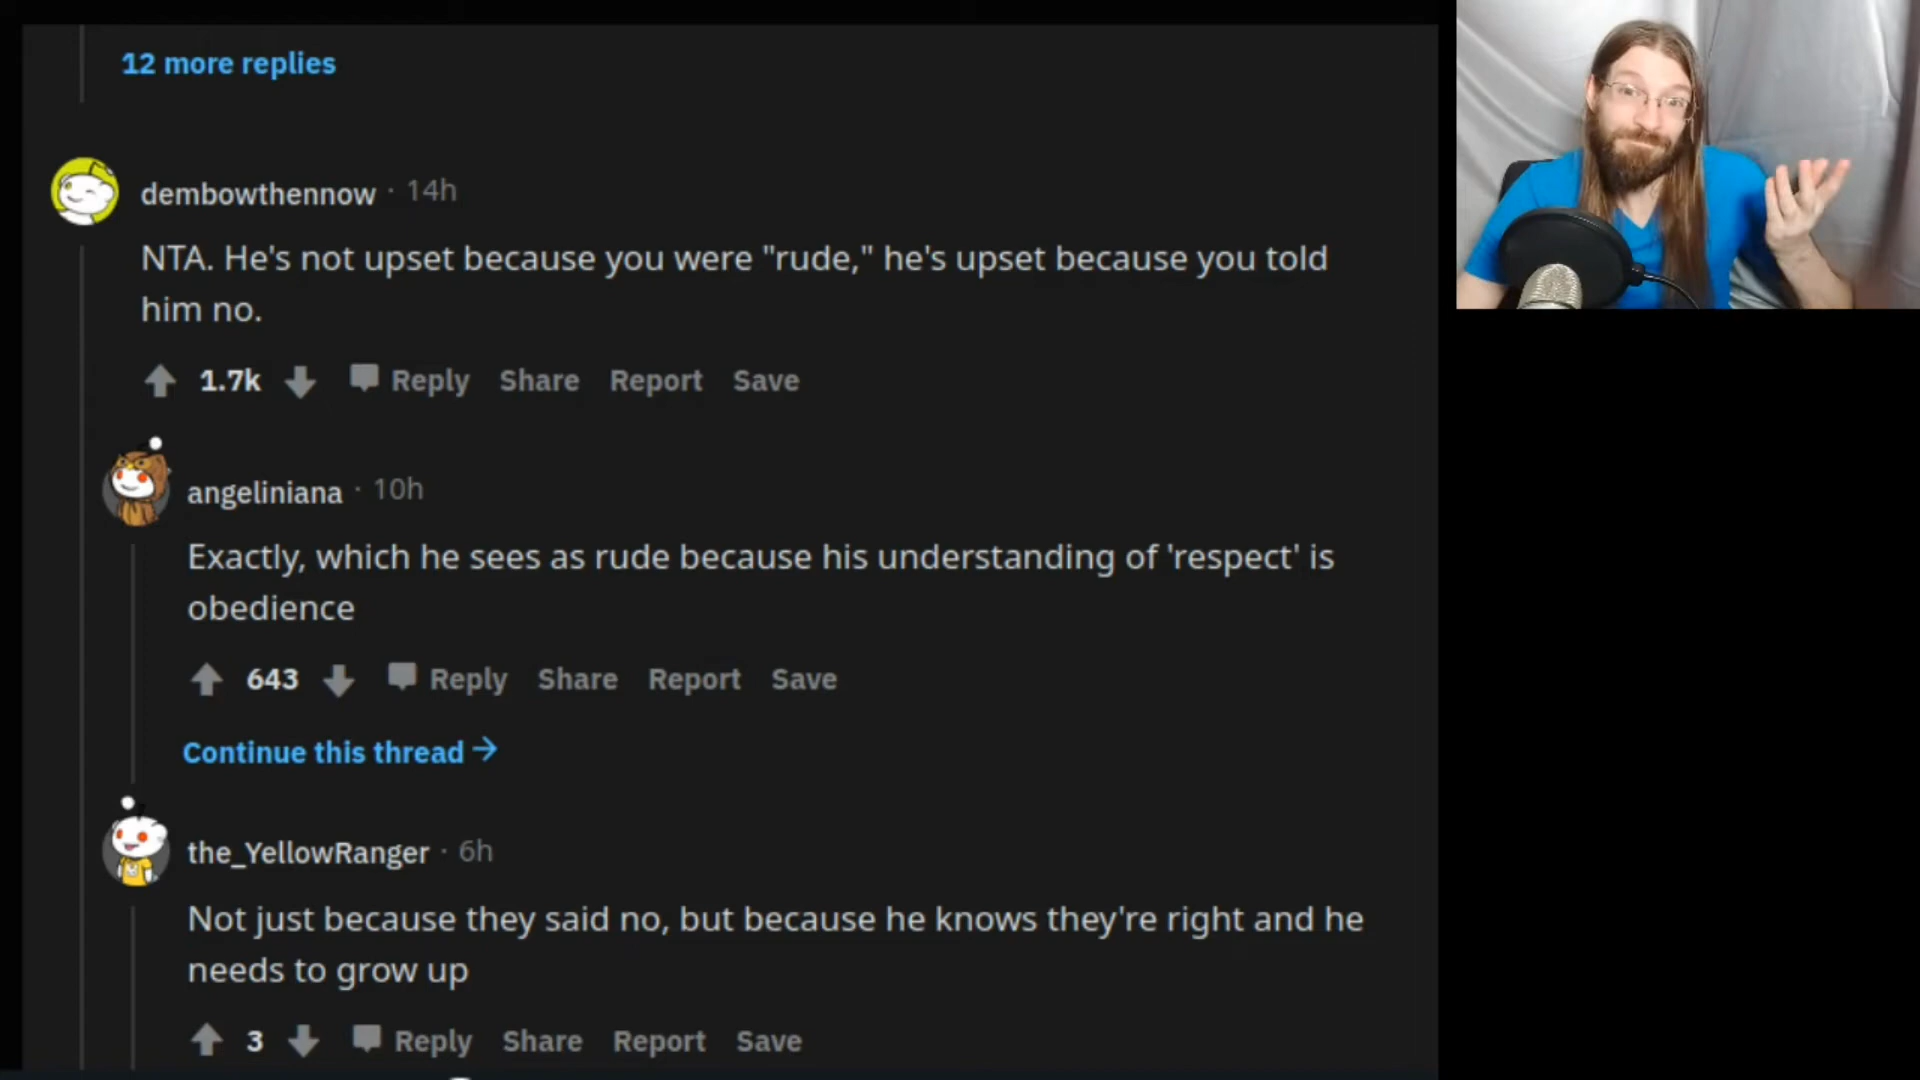 12 more replies
dembowthennow · 14h
NTA. He's not upset because you were "rude," he's upset because you told
him no.
1.7k Reply Share Report Save
angeliniana · 10h
Exactly, which he sees as rude because his understanding of 'respect' is
obedience
643 Reply Share Report Save
Continue this thread →
the_YellowRanger · 6h
Not just because they said no, but because he knows they're right and he
needs to grow up
3 Reply Share Report Save